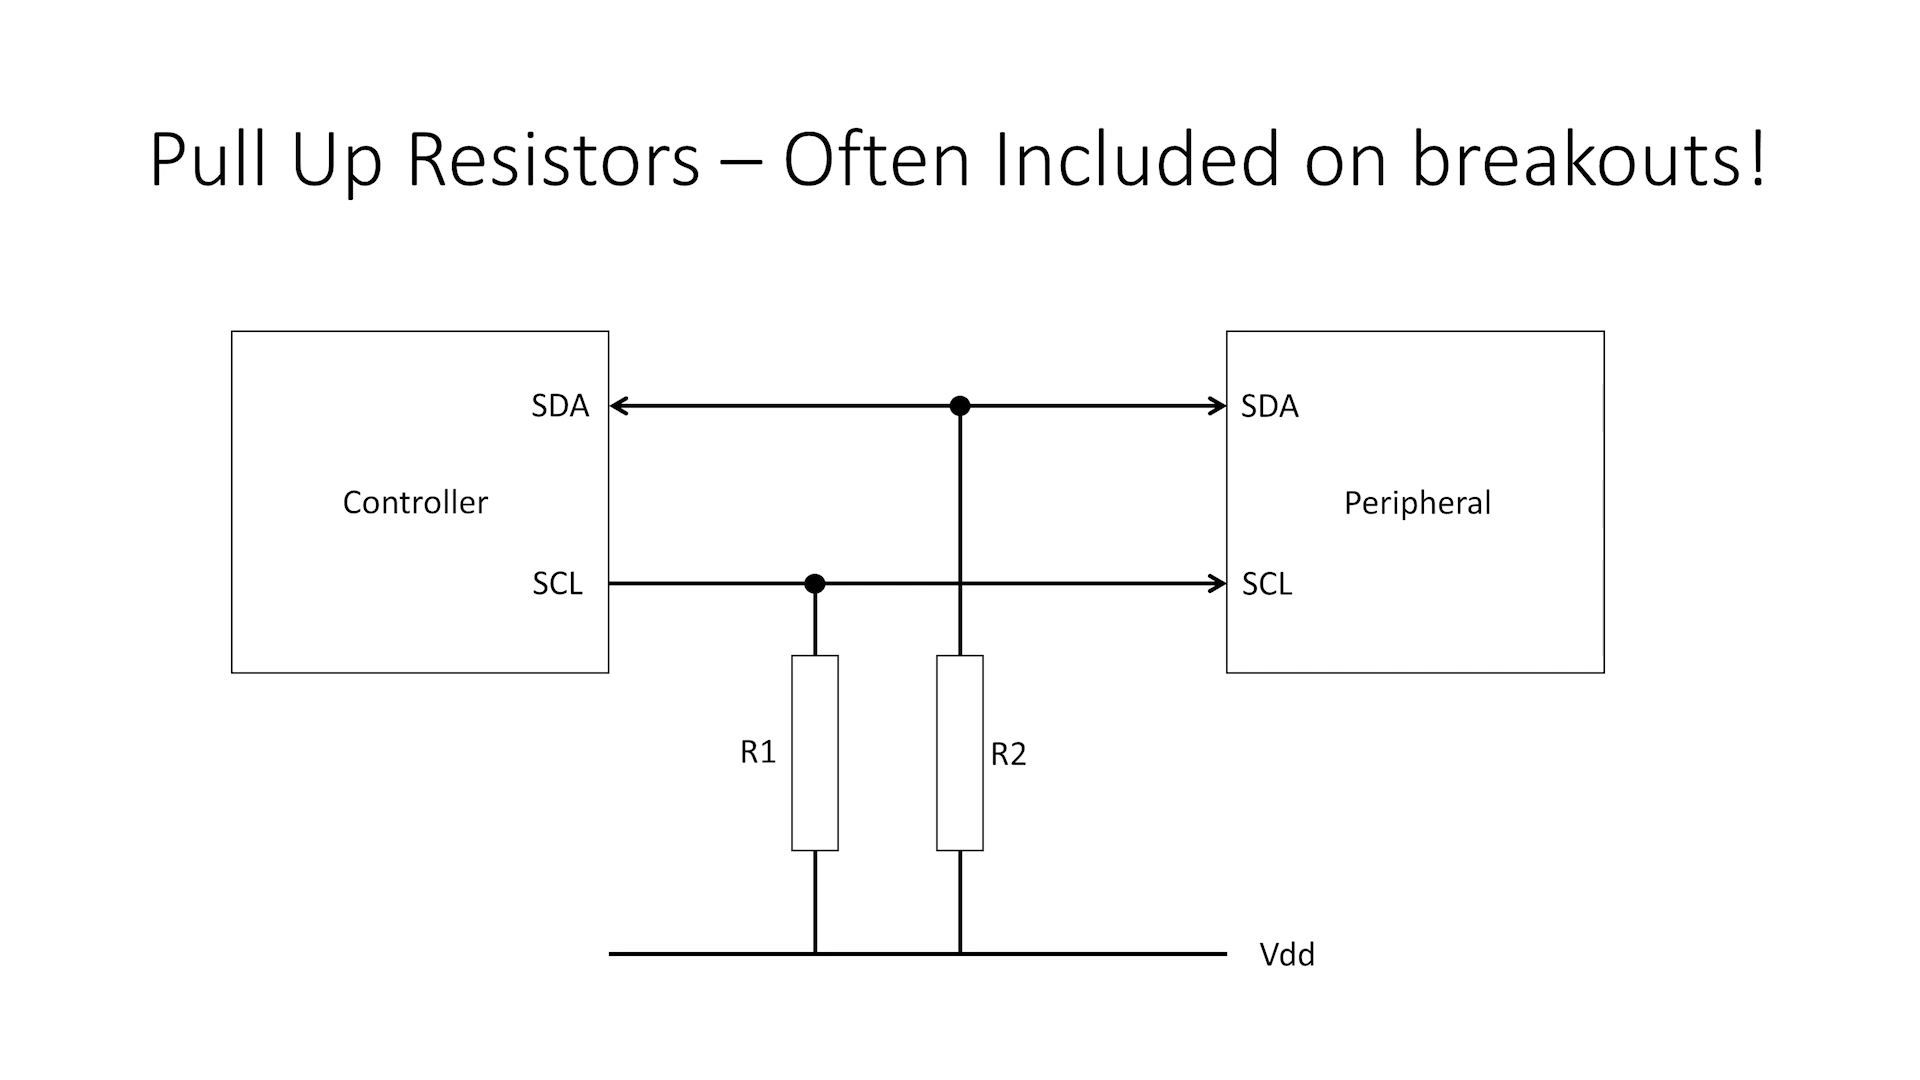 Pull Up Resistors – Often Included on breakouts!
SDA
SDA
Controller
Peripheral
SCL
SCL
R1
R2
Vdd